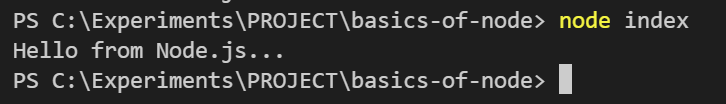 PS C:\Experiments\PROJECT\basics-of-node> node index
Hello from Node.js...
PS C:\Experiments\PROJECT\basics-of-node>